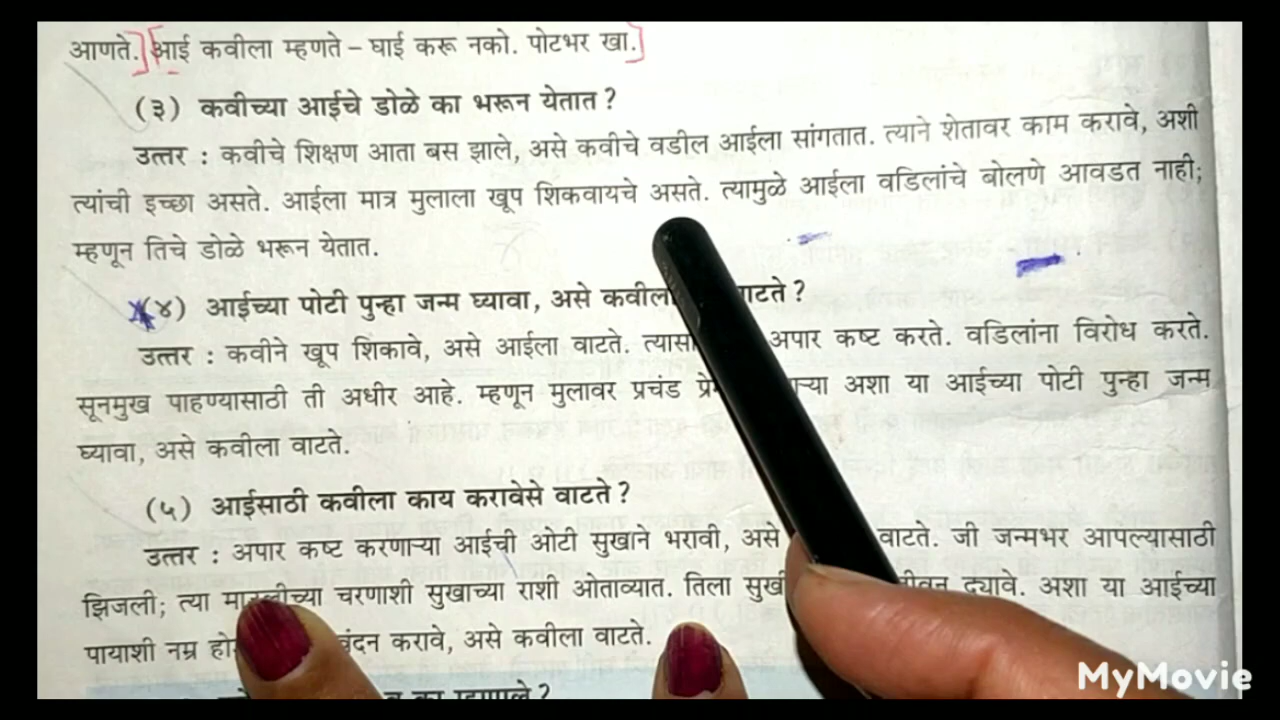 आणते. आई कवीला म्हणते – घाई करू नको. पोटभर खा.
(३) कवीच्या आईचे डोळे का भरून येतात ?
उत्तर : कवीचे शिक्षण आता बस झाले, असे कवीचे वडील आईला सांगतात. त्याने शेतावर काम करावे, अशी
त्यांची इच्छा असते. आईला मात्र मुलाला खूप शिकवायचे असते. त्यामुळे आईला वडिलांचे बोलणे आवडत नाही;
म्हणून तिचे डोळे भरून येतात.
(४) आईच्या पोटी पुन्हा जन्म घ्यावा, असे कवीला वाटते ?
उत्तर : कवीने खूप शिकावे, असे आईला वाटते. अपार कष्ट करते. वडिलांना विरोध करते.
सूनमुख पाहण्यासाठी ती अधीर आहे. म्हणून मुलावर प्रचंड अशा या आईच्या पोटी पुन्हा जन्म
घ्यावा, असे कवीला वाटते.
(५) आईसाठी कवीला काय करावेसे वाटते ?
उत्तर : अपार कष्ट करणाऱ्या आईची ओटी सुखाने भरावी, असे वाटते. जी जन्मभर आपल्यासाठी
झिजली; त्या चरणाशी सुखाच्या राशी ओताव्यात. तिला द्यावे. अशा या आईच्या
पायाशी नम्र वंदन करावे, असे कवीला वाटते.
MyMovie